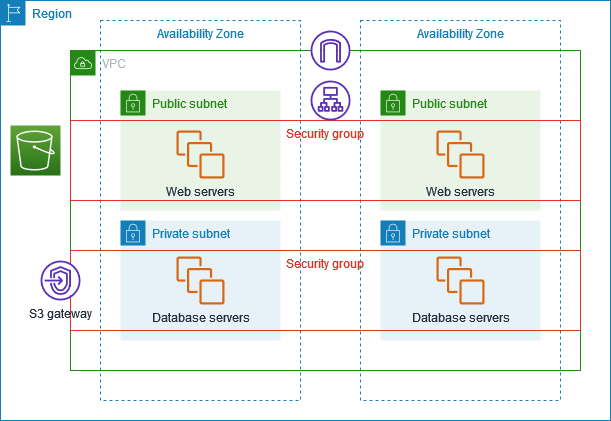 Region
Availability Zone
Availability Zone
VPC
Public subnet
Public subnet
Security group
Web servers
Web servers
Private subnet
Private subnet
Security group
S3 gateway
Database servers
Database servers